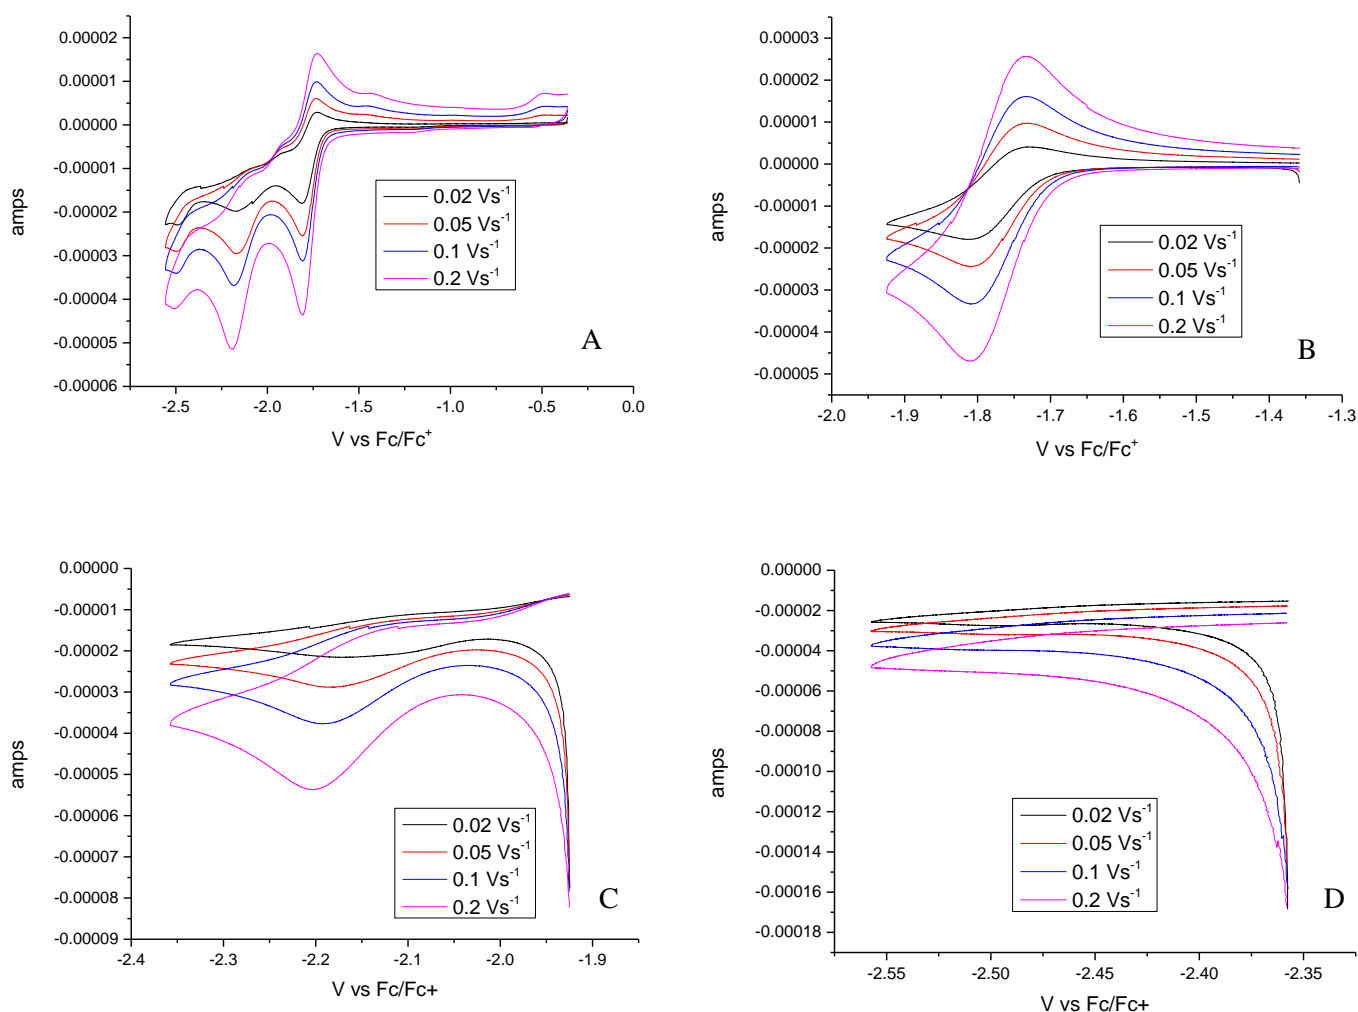 0.00002
0.00001
0.00000
-0.00001
-0.00002
-0.00003
-0.00004
-0.00005
-0.00006
amps
-2.5
-2.0
-1.5
-1.0
-0.5
0.0
V vs Fc/Fc⁺
0.02 Vs⁻¹
0.05 Vs⁻¹
0.1 Vs⁻¹
0.2 Vs⁻¹
A
0.00003
0.00002
0.00001
0.00000
-0.00001
-0.00002
-0.00003
-0.00004
-0.00005
amps
-2.0
-1.9
-1.8
-1.7
-1.6
-1.5
-1.4
-1.3
V vs Fc/Fc⁺
0.02 Vs⁻¹
0.05 Vs⁻¹
0.1 Vs⁻¹
0.2 Vs⁻¹
B
0.00000
-0.00001
-0.00002
-0.00003
-0.00004
-0.00005
-0.00006
-0.00007
-0.00008
-0.00009
amps
-2.4
-2.3
-2.2
-2.1
-2.0
-1.9
V vs Fc/Fc+
0.02 Vs⁻¹
0.05 Vs⁻¹
0.1 Vs⁻¹
0.2 Vs⁻¹
C
0.00000
-0.00002
-0.00004
-0.00006
-0.00008
-0.00010
-0.00012
-0.00014
-0.00016
-0.00018
amps
-2.55
-2.50
-2.45
-2.40
-2.35
V vs Fc/Fc+
0.02 Vs⁻¹
0.05 Vs⁻¹
0.1 Vs⁻¹
0.2 Vs⁻¹
D